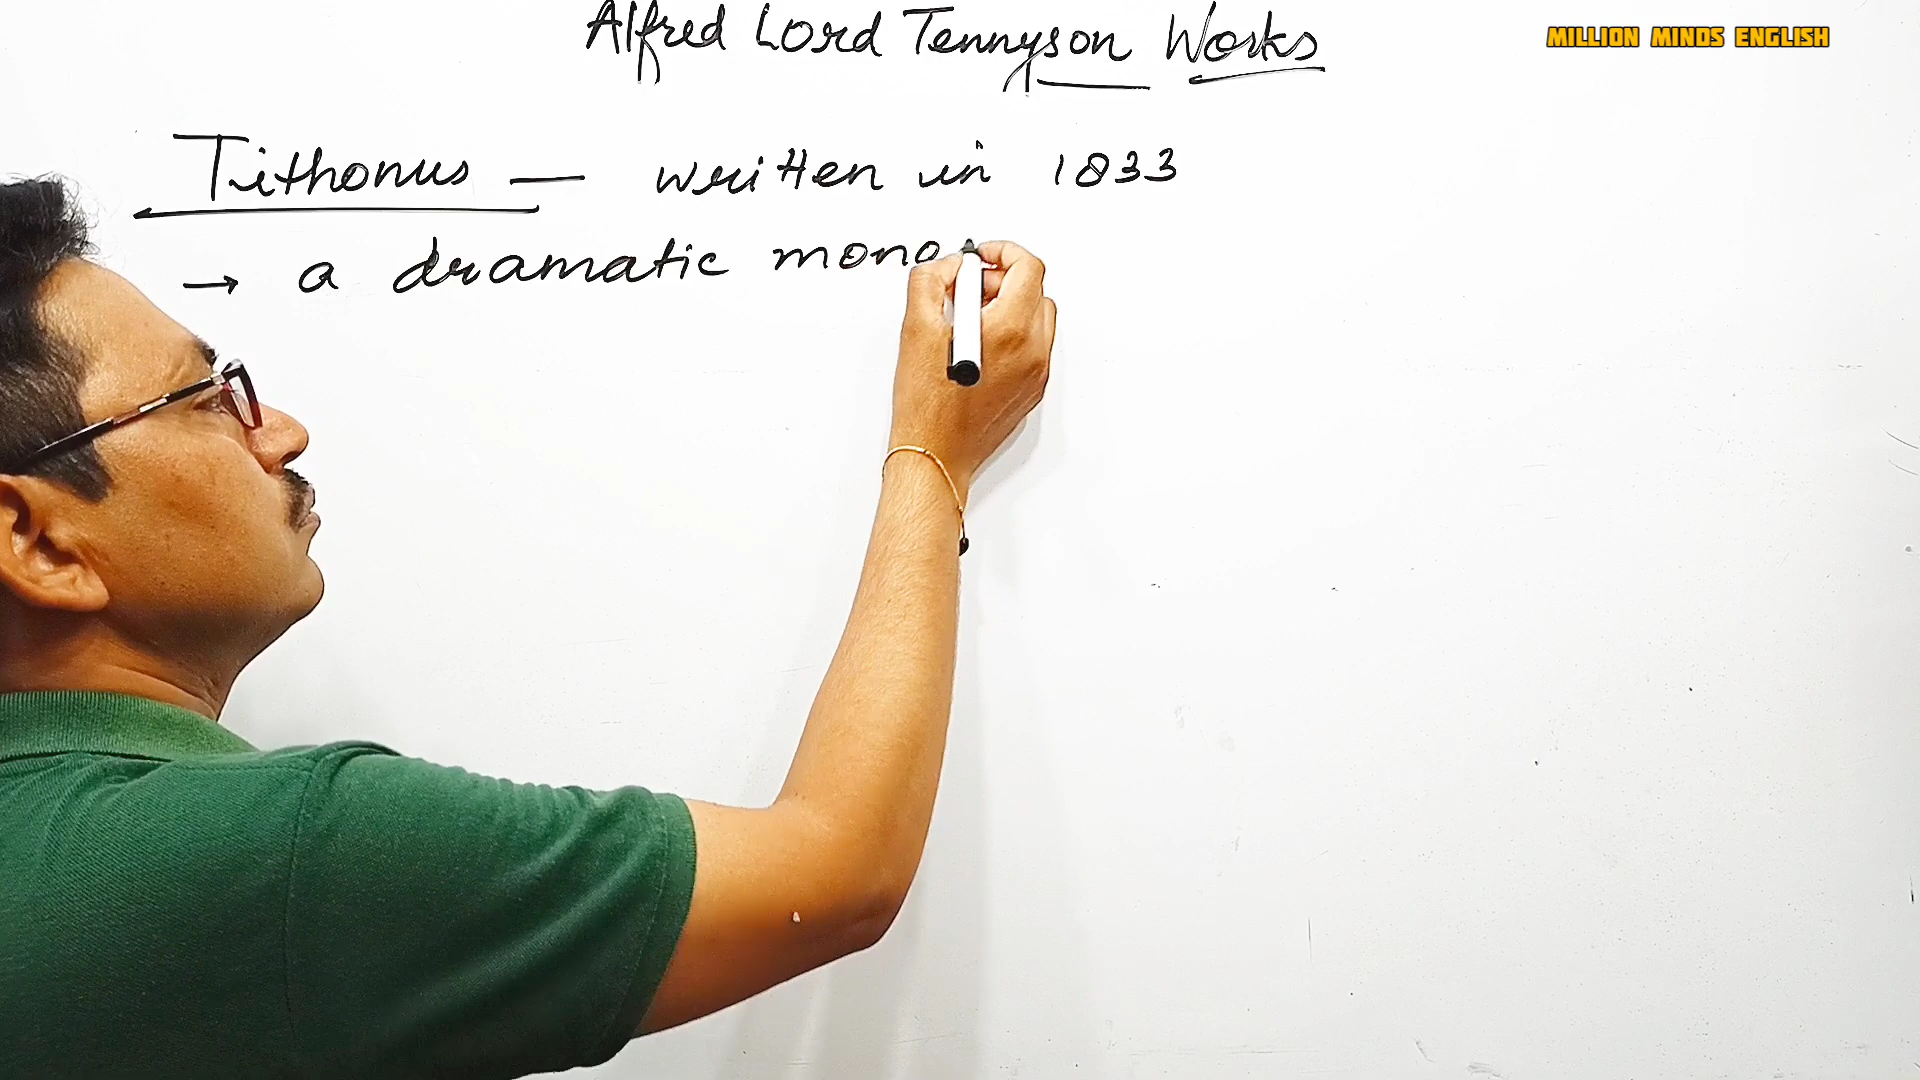 Alfred Lord Tennyson Works
MILLION MINDS ENGLISH
Tithonus — written in 1833
→ a dramatic mono